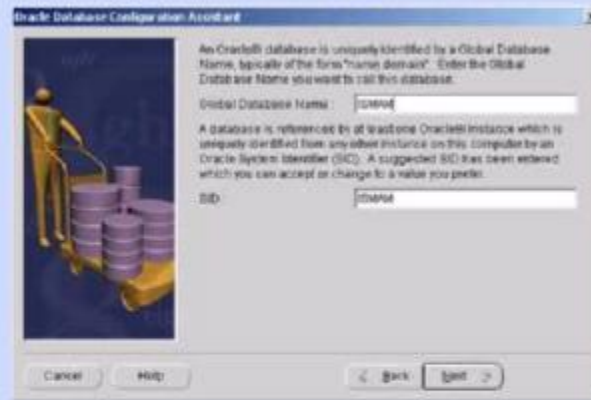 Oracle Database Configuration Assistant
An Oracle8i database is uniquely identified by a Global Database
Name, typically of the form "name.domain". Enter the Global
Database Name you want to call this database.
Global Database Name:
A database is referenced by at least one Oracle8i instance which is
uniquely identified from any other instance on this computer by an
Oracle System Identifier (SID). A suggested SID has been entered
which you can accept or change to a value you prefer.
SID:
Cancel
Help
Back
Next